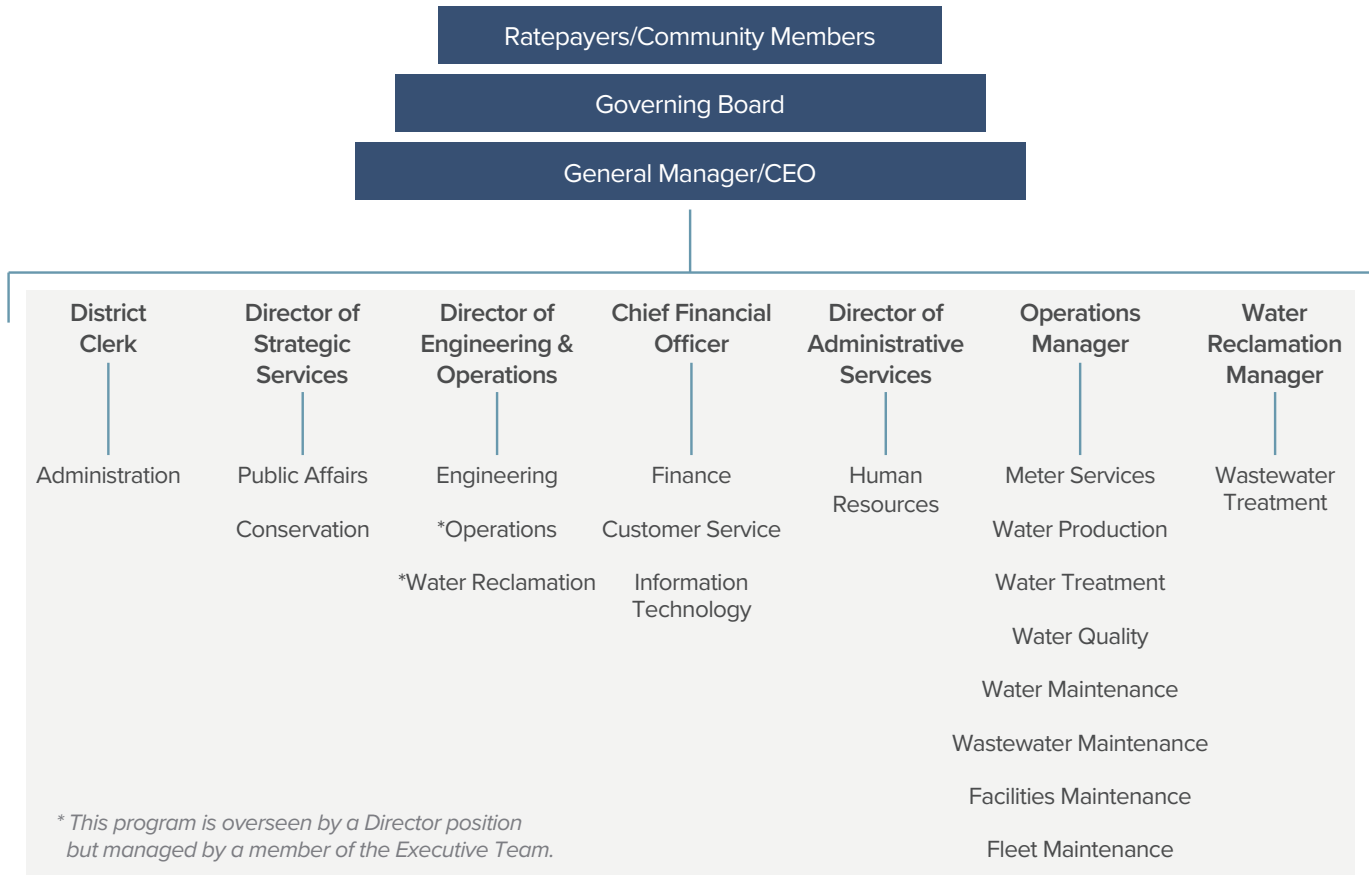 Ratepayers/Community Members
Governing Board
General Manager/CEO
District
Clerk
Administration
Director of
Strategic
Services
Public Affairs
Conservation
Director of
Engineering &
Operations
Engineering
*Operations
*Water Reclamation
Chief Financial
Officer
Finance
Customer Service
Information
Technology
Director of
Administrative
Services
Human
Resources
Operations
Manager
Meter Services
Water Production
Water Treatment
Water Quality
Water Maintenance
Wastewater Maintenance
Facilities Maintenance
Fleet Maintenance
Water
Reclamation
Manager
Wastewater
Treatment
* This program is overseen by a Director position
but managed by a member of the Executive Team.